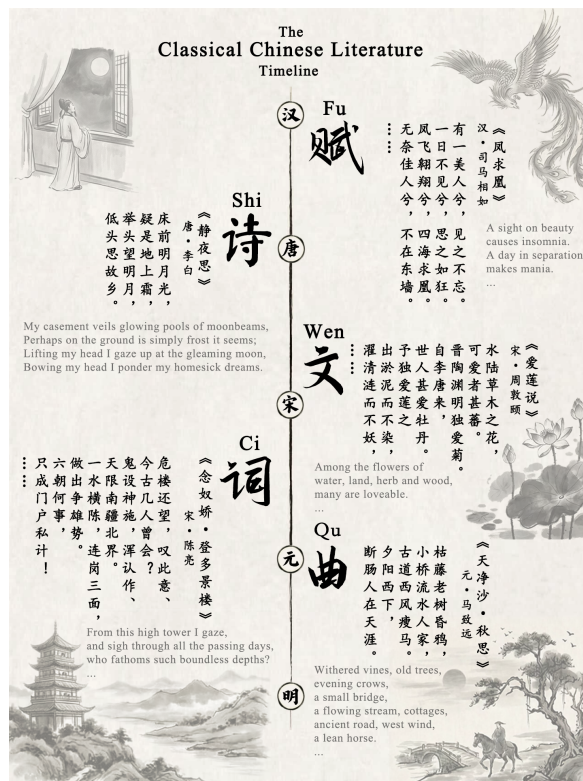 The
Classical Chinese Literature
Timeline
汉
Fu
赋
《凤求凰》
汉·司马相如
有一美人兮,见之不忘。
一日不见兮,思之如狂。
凤飞翱翔兮,四海求凰。
无奈佳人兮,不在东墙。
……
A sight on beauty
causes insomnia.
A day in separation
makes mania.
...
Shi
诗
唐
《静夜思》
唐·李白
床前明月光,
疑是地上霜,
举头望明月,
低头思故乡。
My casement veils glowing pools of moonbeams,
Perhaps on the ground is simply frost it seems;
Lifting my head I gaze up at the gleaming moon,
Bowing my head I ponder my homesick dreams.
Wen
文
宋
《爱莲说》
宋·周敦颐
水陆草木之花,
可爱者甚蕃。
晋陶渊明独爱菊。
自李唐来,
世人甚爱牡丹。
予独爱莲之
出淤泥而不染,
濯清涟而不妖,
……
Among the flowers of
water, land, herb and wood,
many are loveable.
...
Ci
词
《念奴娇·登多景楼》
宋·陈亮
危楼还望,叹此意、
今古几人曾会?
鬼设神施,浑认作、
天限南疆北界。
一水横陈,连岗三面,
做出争雄势。
六朝何事,
只成门户私计!
……
From this high tower I gaze,
and sigh through all the passing days,
who fathoms such boundless depths?
...
Qu
曲
元
《天净沙·秋思》
元·马致远
枯藤老树昏鸦,
小桥流水人家,
古道西风瘦马。
夕阳西下,
断肠人在天涯。
Withered vines, old trees,
evening crows,
a small bridge,
a flowing stream, cottages,
ancient road, west wind,
a lean horse.
...
明